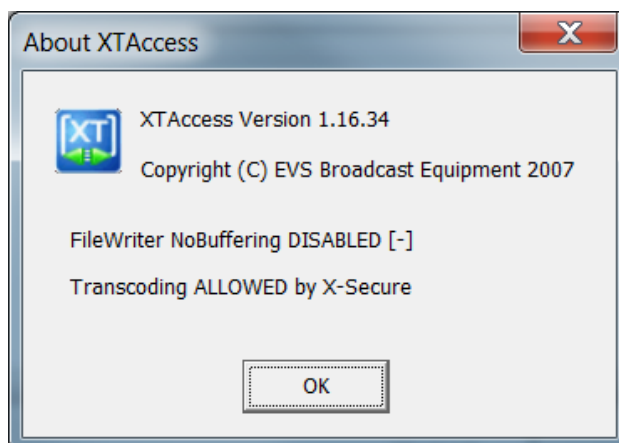 About XTAccess
XT
XTAccess Version 1.16.34
Copyright (C) EVS Broadcast Equipment 2007
FileWriter NoBuffering DISABLED [-]
Transcoding ALLOWED by X-Secure
OK